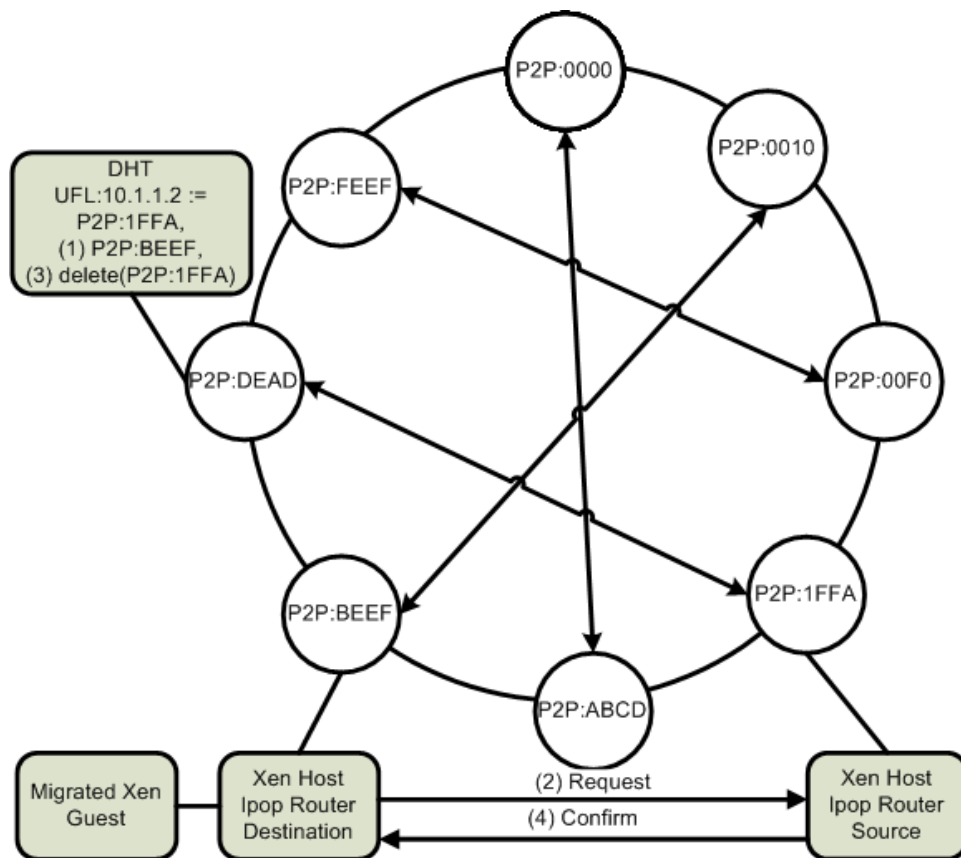 P2P:0000
P2P:0010
DHT
UFL:10.1.1.2 :=
P2P:1FFA,
(1) P2P:BEEF,
(3) delete(P2P:1FFA)
P2P:FEEF
P2P:DEAD
P2P:00F0
P2P:BEEF
P2P:1FFA
P2P:ABCD
Migrated Xen
Guest
Xen Host
Ipop Router
Destination
(2) Request
(4) Confirm
Xen Host
Ipop Router
Source